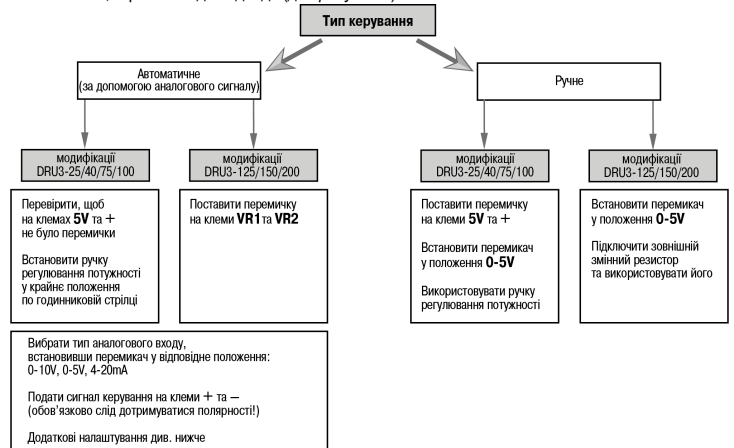 Тип керування
Автоматичне
(за допомогою аналогового сигналу)
Ручне
модифікації
DRU3-25/40/75/100
модифікації
DRU3-125/150/200
модифікації
DRU3-25/40/75/100
модифікації
DRU3-125/150/200
Перевірити, щоб
на клемах 5V та +
не було перемички
Встановити ручку
регулювання потужності
у крайнє положення
по годинниковій стрілці
Поставити перемичку
на клеми VR1 та VR2
Поставити перемичку
на клеми 5V та +
Встановити перемикач
у положення 0-5V
Використовувати ручку
регулювання потужності
Встановити перемикач
у положення 0-5V
Підключити зовнішній
змінний резистор
та використовувати його
Вибрати тип аналогового входу,
встановивши перемикач у відповідне положення:
0-10V, 0-5V, 4-20mA
Подати сигнал керування на клеми + та —
(обов'язково слід дотримуватися полярності!)
Додаткові налаштування див. нижче